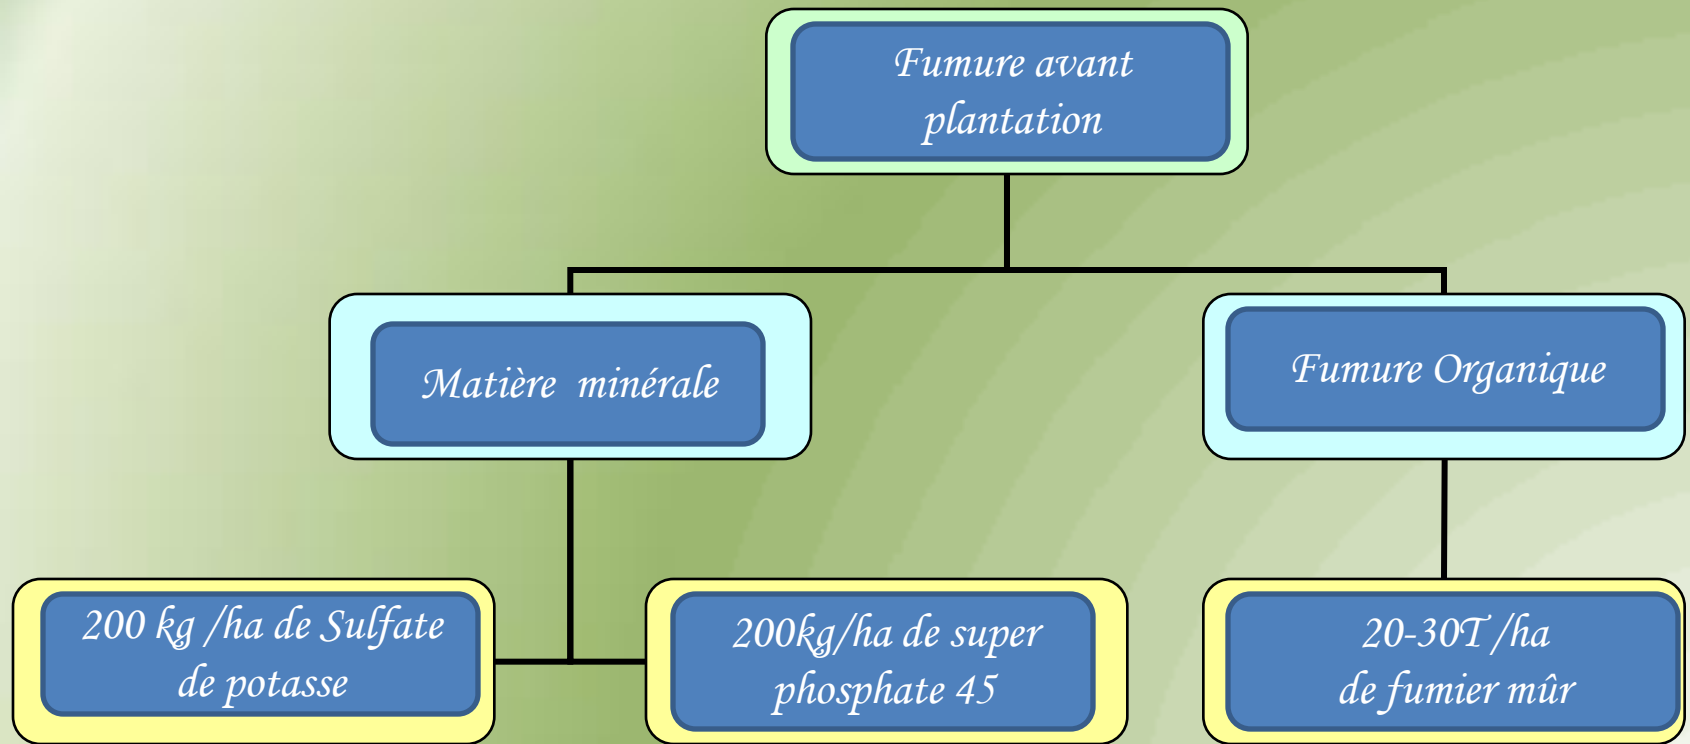 Fumure avant
plantation
Matière  minérale
Fumure Organique
200 kg /ha de Sulfate
de potasse
200kg/ha de super
phosphate 45
20-30T/ha
de fumier mûr